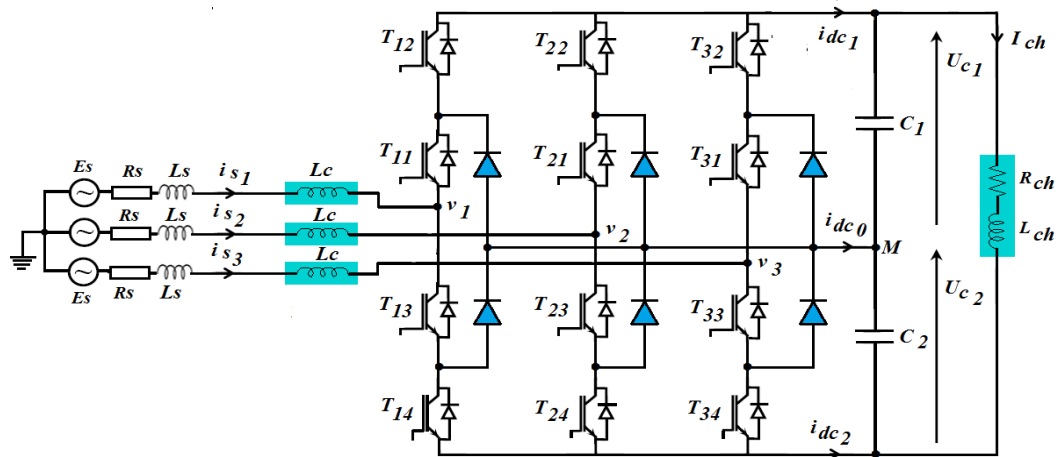 T12
T22
T32
idc1
Ich
Uc1
C1
T11
T21
T31
Es
Rs
Ls
is1
Lc
v1
Rch
Lch
Rs
Ls
is2
Lc
v2
idc0
M
Rs
Ls
is3
Lc
v3
Es
Uc2
T13
T23
T33
C2
T14
T24
T34
idc2